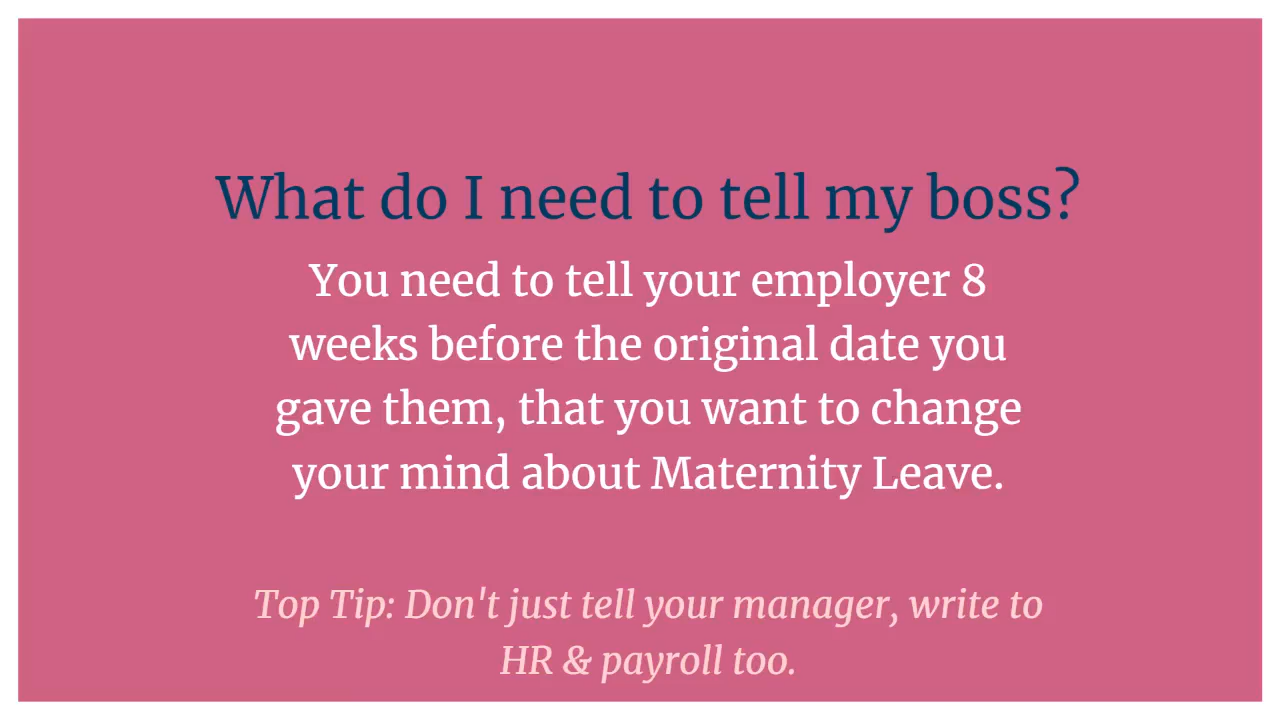 What do I need to tell my boss?
You need to tell your employer 8
weeks before the original date you
gave them, that you want to change
your mind about Maternity Leave.
Top Tip: Don't just tell your manager, write to
HR & payroll too.